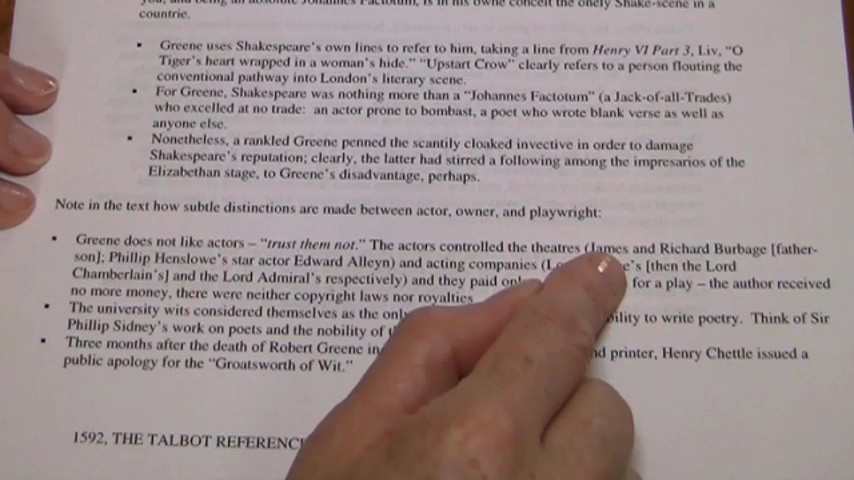 you, and being an absolute Johannes Factotum, is in his owne conceit the onely Shake-scene in a
countrie.
▪ Greene uses Shakespeare's own lines to refer to him, taking a line from Henry VI Part 3, I.iv, "O
Tiger's heart wrapped in a woman's hide." "Upstart Crow" clearly refers to a person flouting the
conventional pathway into London's literary scene.
▪ For Greene, Shakespeare was nothing more than a "Johannes Factotum" (a Jack-of-all-Trades)
who excelled at no trade: an actor prone to bombast, a poet who wrote blank verse as well as
anyone else.
▪ Nonetheless, a rankled Greene penned the scantily cloaked invective in order to damage
Shakespeare's reputation; clearly, the latter had stirred a following among the impresarios of the
Elizabethan stage, to Greene's disadvantage, perhaps.
Note in the text how subtle distinctions are made between actor, owner, and playwright:
▪ Greene does not like actors – "trust them not." The actors controlled the theatres (James and Richard Burbage [father-
son]; Phillip Henslowe's star actor Edward Alleyn) and acting companies ( [then the Lord
Chamberlain's] and the Lord Admiral's respectively) and they paid for a play – the author received
no more money, there were neither copyright laws nor royalties
▪ The university wits considered themselves as the to write poetry. Think of Sir
Phillip Sidney's work on poets and the nobility of
▪ Three months after the death of Robert Greene in printer, Henry Chettle issued a
public apology for the "Groatsworth of Wit."
1592, THE TALBOT